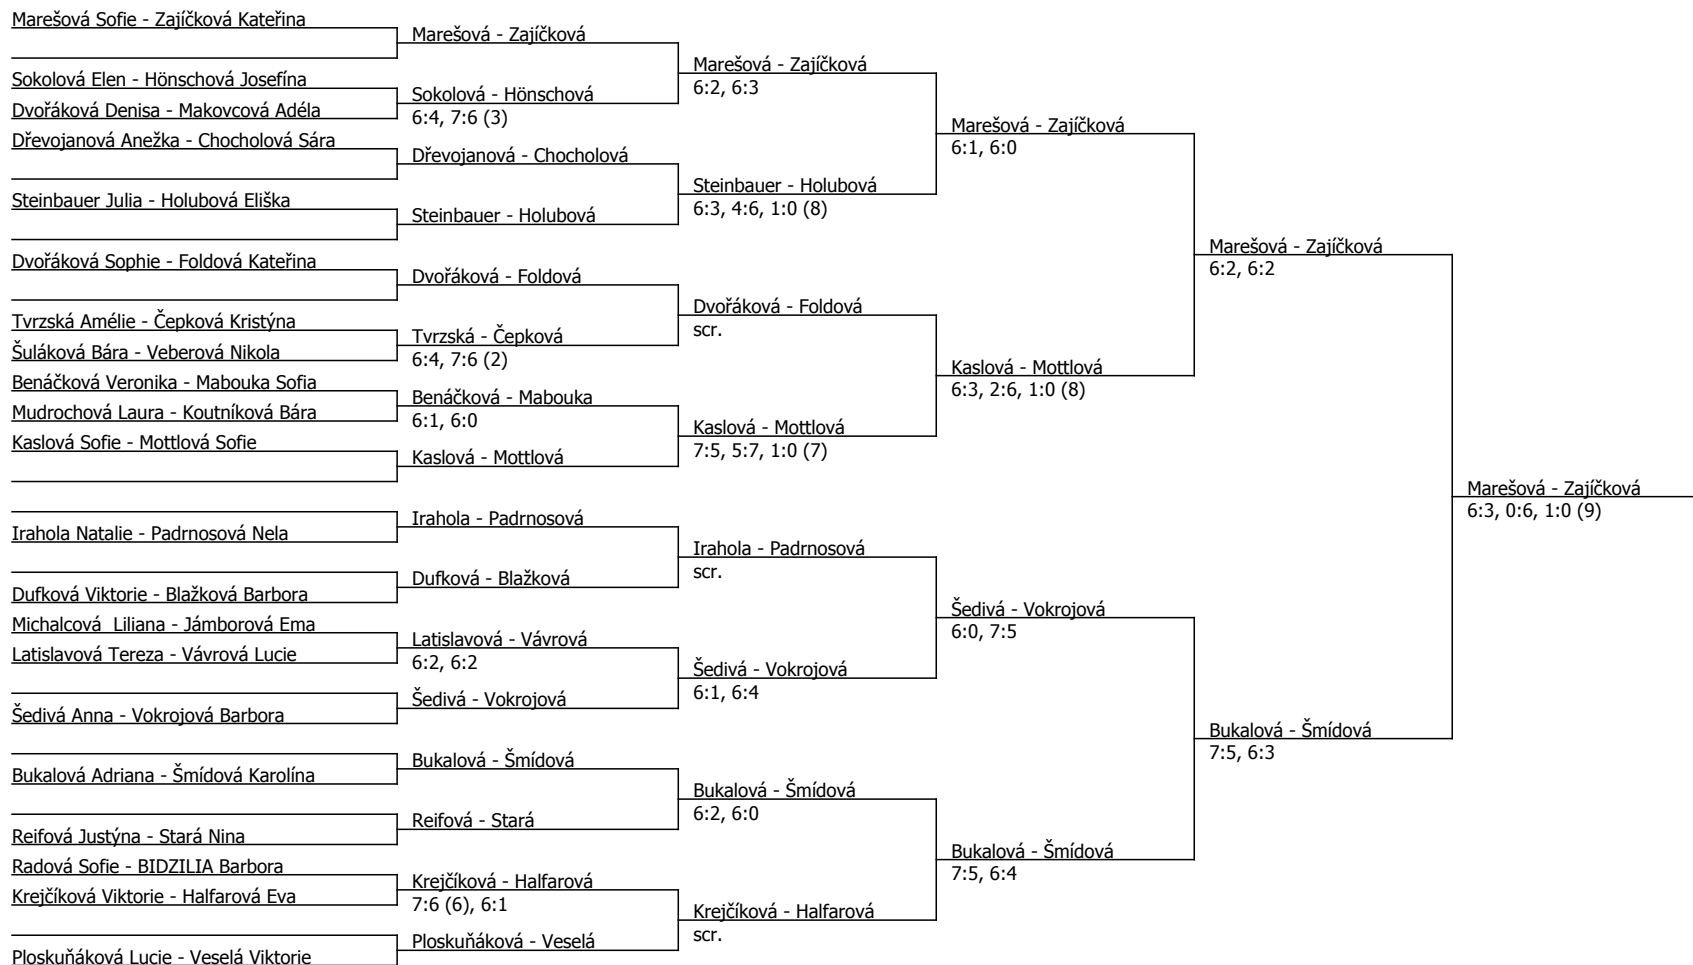 Marešová Sofie - Zajíčková Kateřina
Sokolová Elen - Hönschová Josefína
Dvořáková Denisa - Makovcová Adéla
Dřevojanová Anežka - Chocholová Sára
Steinbauer Julia - Holubová Eliška
Dvořáková Sophie - Foldová Kateřina
Tvrzská Amélie - Čepková Kristýna
Šuláková Bára - Veberová Nikola
Benáčková Veronika - Mabouka Sofia
Mudrochová Laura - Koutníková Bára
Kaslová Sofie - Mottlová Sofie
Irahola Natalie - Padrnosová Nela
Dufková Viktorie - Blažková Barbora
Michalcová  Liliana - Jámborová Ema
Latislavová Tereza - Vávrová Lucie
Šedivá Anna - Vokrojová Barbora
Bukalová Adriana - Šmídová Karolína
Reifová Justýna - Stará Nina
Radová Sofie - BIDZILIA Barbora
Krejčíková Viktorie - Halfarová Eva
Ploskuňáková Lucie - Veselá Viktorie
Marešová - Zajíčková
Sokolová - Hönschová
6:4, 7:6 (3)
Dřevojanová - Chocholová
Steinbauer - Holubová
Dvořáková - Foldová
Tvrzská - Čepková
6:4, 7:6 (2)
Benáčková - Mabouka
6:1, 6:0
Kaslová - Mottlová
Irahola - Padrnosová
Dufková - Blažková
Latislavová - Vávrová
6:2, 6:2
Šedivá - Vokrojová
Bukalová - Šmídová
Reifová - Stará
Krejčíková - Halfarová
7:6 (6), 6:1
Ploskuňáková - Veselá
Marešová - Zajíčková
6:2, 6:3
Steinbauer - Holubová
6:3, 4:6, 1:0 (8)
Dvořáková - Foldová
scr.
Kaslová - Mottlová
7:5, 5:7, 1:0 (7)
Irahola - Padrnosová
scr.
Šedivá - Vokrojová
6:1, 6:4
Bukalová - Šmídová
6:2, 6:0
Krejčíková - Halfarová
scr.
Marešová - Zajíčková
6:1, 6:0
Kaslová - Mottlová
6:3, 2:6, 1:0 (8)
Šedivá - Vokrojová
6:0, 7:5
Bukalová - Šmídová
7:5, 6:4
Marešová - Zajíčková
6:2, 6:2
Bukalová - Šmídová
7:5, 6:3
Marešová - Zajíčková
6:3, 0:6, 1:0 (9)